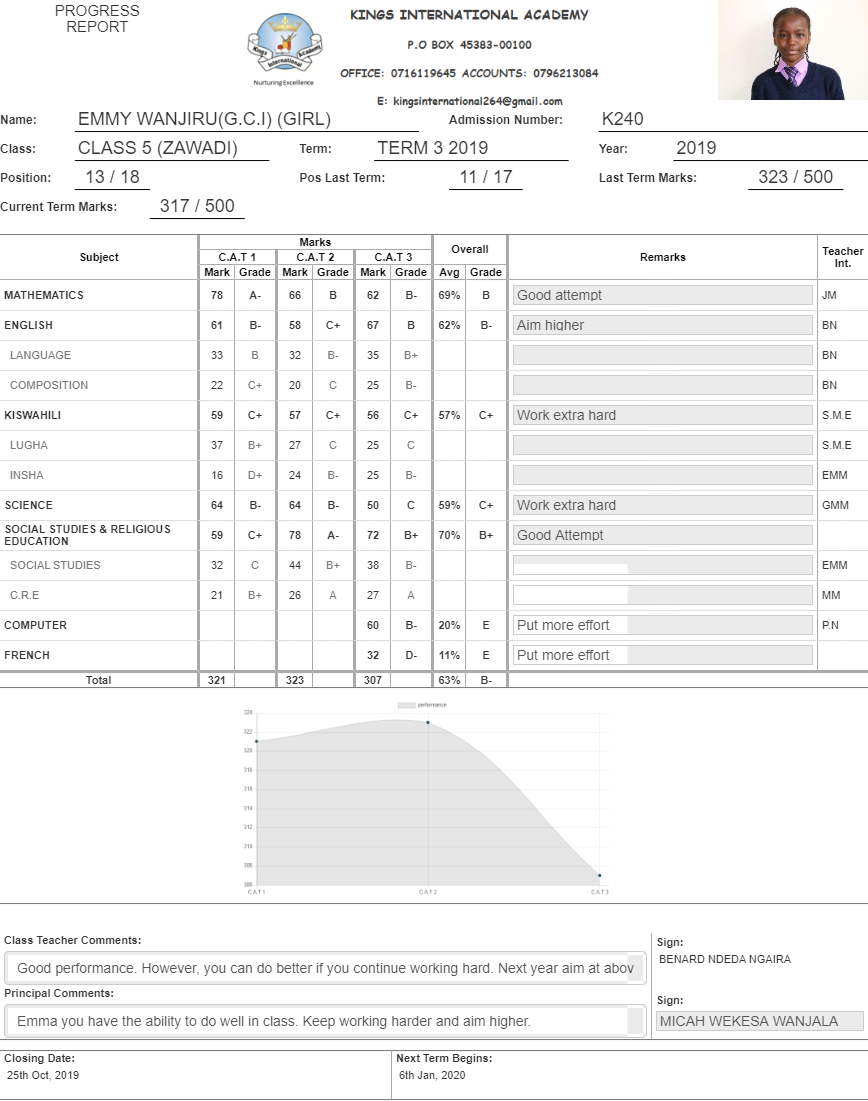 PROGRESS
REPORT
KINGS INTERNATIONAL ACADEMY
P.O BOX 45383-00100
OFFICE: 0716119645 ACCOUNTS: 0796213084
E: kingsinternational264@gmail.com
Kings International Academy
Nurturing Excellence
Name: EMMY WANJIRU(G.C.I) (GIRL) Admission Number: K240
Class: CLASS 5 (ZAWADI) Term: TERM 3 2019 Year: 2019
Position: 13 / 18 Pos Last Term: 11 / 17 Last Term Marks: 323 / 500
Current Term Marks: 317 / 500
Subject Marks Overall Remarks Teacher Int.
C.A.T 1 C.A.T 2 C.A.T 3
Mark Grade Mark Grade Mark Grade Avg Grade
MATHEMATICS 78 A- 66 B 62 B- 69% B Good attempt JM
ENGLISH 61 B- 58 C+ 67 B 62% B- Aim higher BN
LANGUAGE 33 B 32 B- 35 B+ BN
COMPOSITION 22 C+ 20 C 25 B- BN
KISWAHILI 59 C+ 57 C+ 56 C+ 57% C+ Work extra hard S.M.E
LUGHA 37 B+ 27 C 25 C S.M.E
INSHA 16 D+ 24 B- 25 B- EMM
SCIENCE 64 B- 64 B- 50 C 59% C+ Work extra hard GMM
SOCIAL STUDIES & RELIGIOUS
EDUCATION 59 C+ 78 A- 72 B+ 70% B+ Good Attempt
SOCIAL STUDIES 32 C 44 B+ 38 B- EMM
C.R.E 21 B+ 26 A 27 A MM
COMPUTER 60 B- 20% E Put more effort P.N
FRENCH 32 D- 11% E Put more effort
Total 321 323 307 63% B-
performance
324
322
320
318
316
314
312
310
308
306
C.A.T 1 C.A.T 2 C.A.T 3
Class Teacher Comments:
Good performance. However, you can do better if you continue working hard. Next year aim at abov
Sign:
BENARD NDEDA NGAIRA
Principal Comments:
Emma you have the ability to do well in class. Keep working harder and aim higher.
Sign:
MICAH WEKESA WANJALA
Closing Date:
25th Oct, 2019
Next Term Begins:
6th Jan, 2020